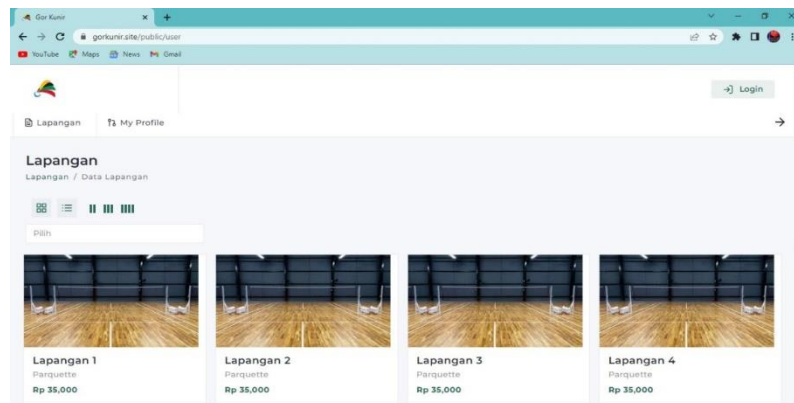 Gor Kunir
gorkunir.site/public/user
YouTube Maps News Gmail
Login
Lapangan My Profile
Lapangan
Lapangan / Data Lapangan
Pilih
Lapangan 1 Lapangan 2 Lapangan 3 Lapangan 4
Parquette Parquette Parquette Parquette
Rp 35,000 Rp 35,000 Rp 35,000 Rp 35,000